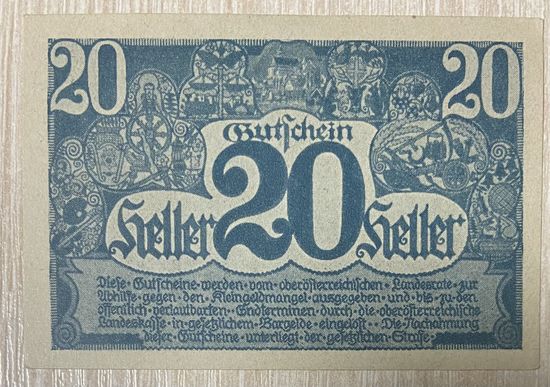 20 20
Gutschein
Heller 20 Heller
Diese Gutscheine werden vom oberösterreichischen Landesrate zur
Abhilfe gegen den Kleingeldmangel ausgegeben und bis zu den
öffentlich verlautbarten Endterminen durch die oberösterreichische
Landeskasse in gesetzlichem Bargelde eingelöst. Die Nachahmung
dieser Gutscheine unterliegt der gesetzlichen Strafe.